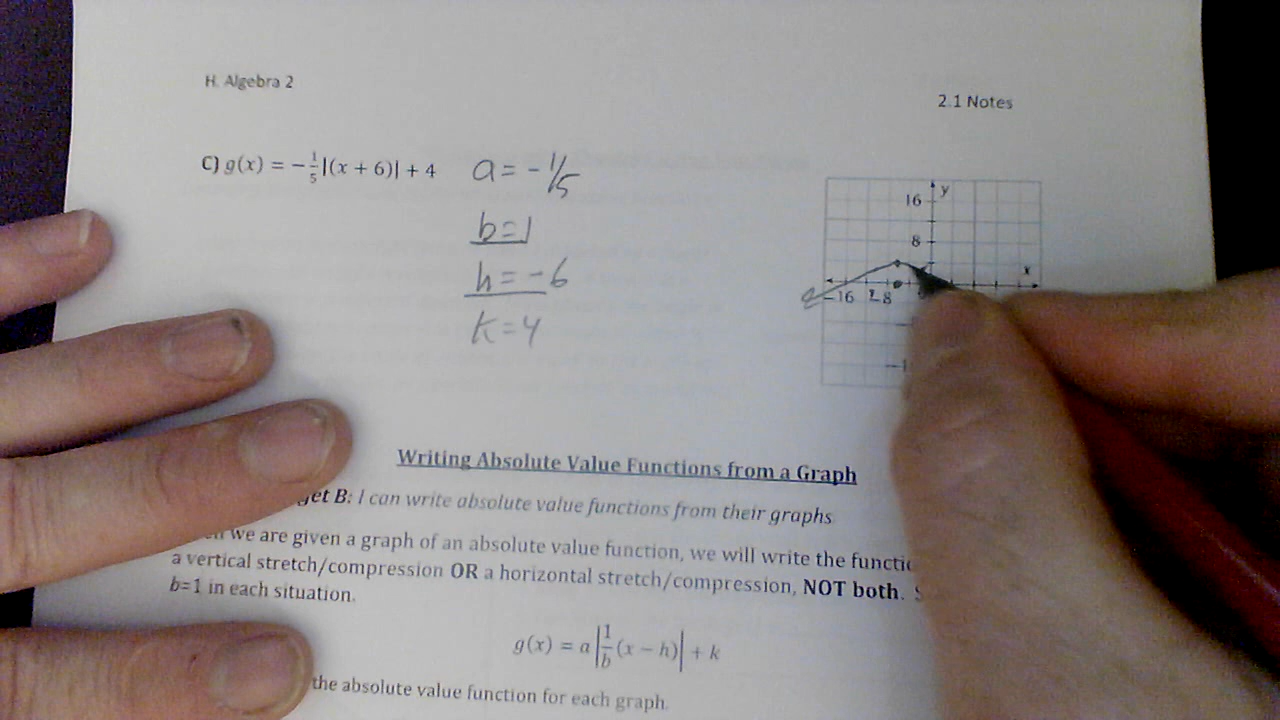 H. Algebra 2
2.1 Notes
C) g(x) = -1/5|(x + 6)| + 4
a = -1/5
b = 1
h = -6
k = 4
y
16
8
x
-16 -8
Writing Absolute Value Functions from a Graph
get B: I can write absolute value functions from their graphs
we are given a graph of an absolute value function, we will write the
a vertical stretch/compression OR a horizontal stretch/compression, NOT both.
b=1 in each situation.
g(x) = a|1/b(x - h)| + k
the absolute value function for each graph.